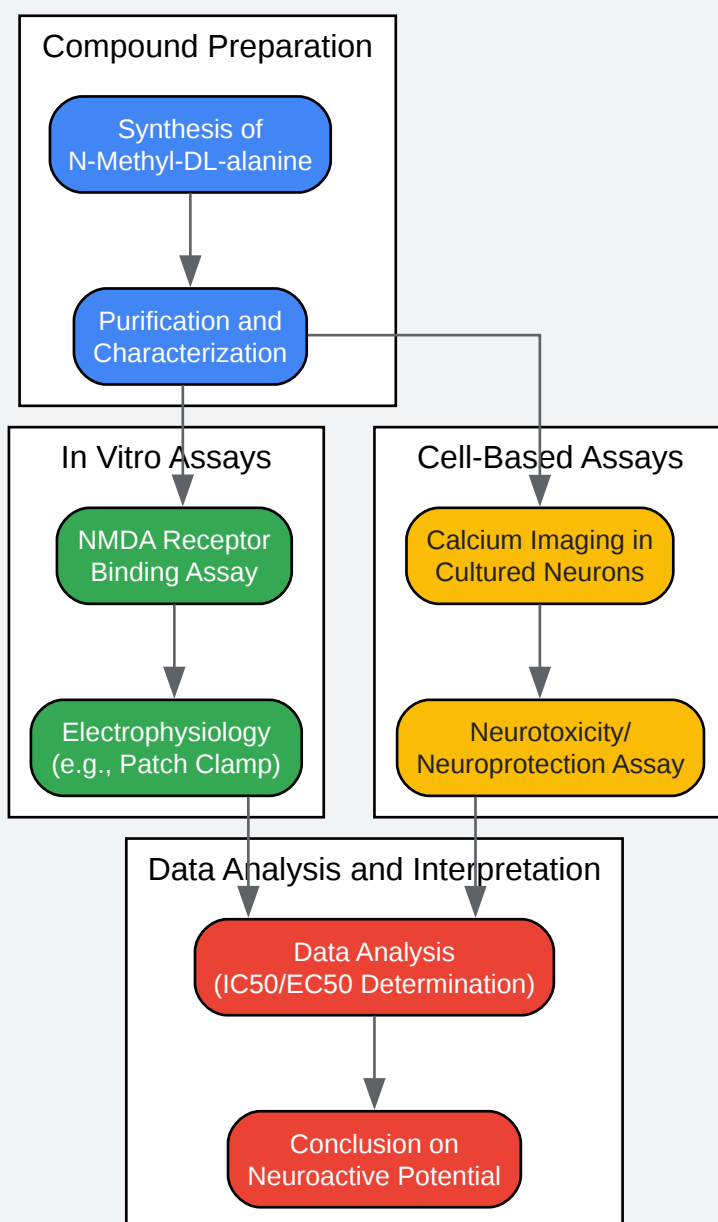 Compound Preparation
Synthesis of
N-Methyl-DL-alanine
Purification and
Characterization
In Vitro Assays
NMDA Receptor
Binding Assay
Electrophysiology
(e.g., Patch Clamp)
Cell-Based Assays
Calcium Imaging in
Cultured Neurons
Neurotoxicity/
Neuroprotection Assay
Data Analysis and Interpretation
Data Analysis
(IC50/EC50 Determination)
Conclusion on
Neuroactive Potential